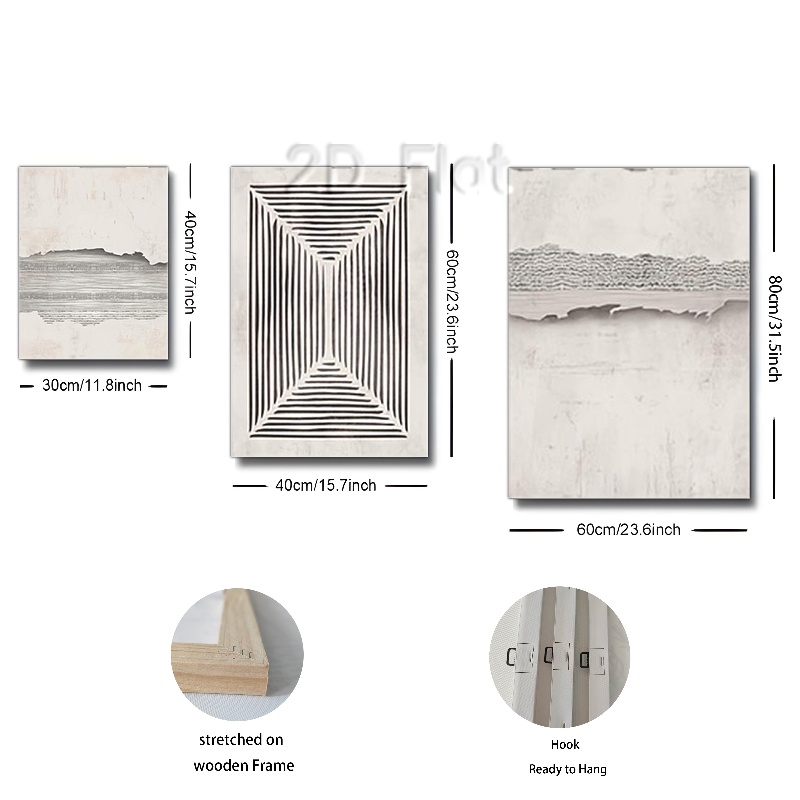 2D Flat
40cm/15.7inch
60cm/23.6inch
80cm/31.5inch
30cm/11.8inch
40cm/15.7inch
60cm/23.6inch
stretched on
wooden Frame
Hook
Ready to Hang